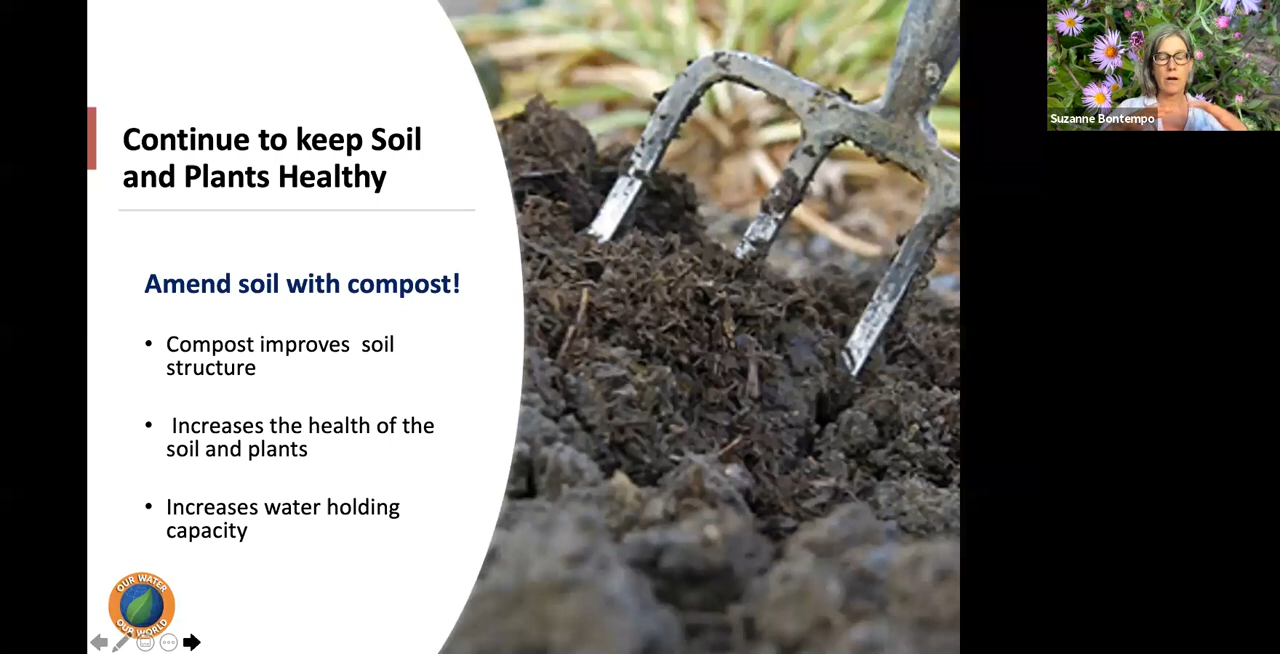 Continue to keep Soil
and Plants Healthy
Amend soil with compost!
• Compost improves  soil
structure
•  Increases the health of the
soil and plants
• Increases water holding
capacity
OUR WATER
OUR WORLD
Suzanne Bontempo